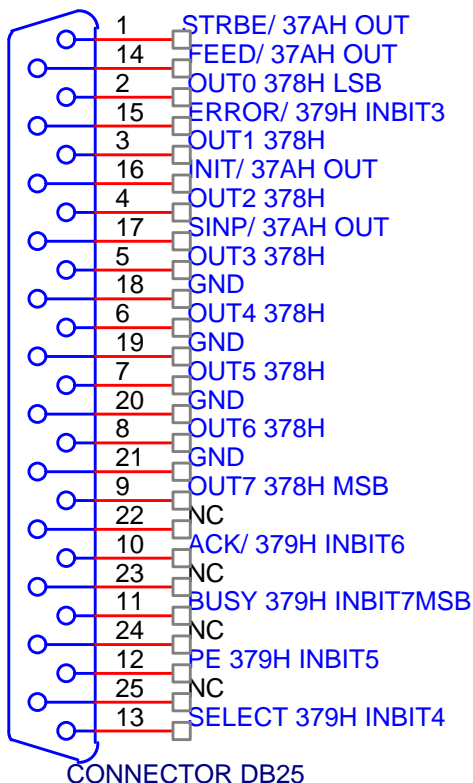 1 STRBE/ 37AH OUT
14 FEED/ 37AH OUT
2 OUT0 378H LSB
15 ERROR/ 379H INBIT3
3 OUT1 378H
16 INIT/ 37AH OUT
4 OUT2 378H
17 SINP/ 37AH OUT
5 OUT3 378H
18 GND
6 OUT4 378H
19 GND
7 OUT5 378H
20 GND
8 OUT6 378H
21 GND
9 OUT7 378H MSB
22 NC
10 ACK/ 379H INBIT6
23 NC
11 BUSY 379H INBIT7MSB
24 NC
12 PE 379H INBIT5
25 NC
13 SELECT 379H INBIT4
CONNECTOR DB25